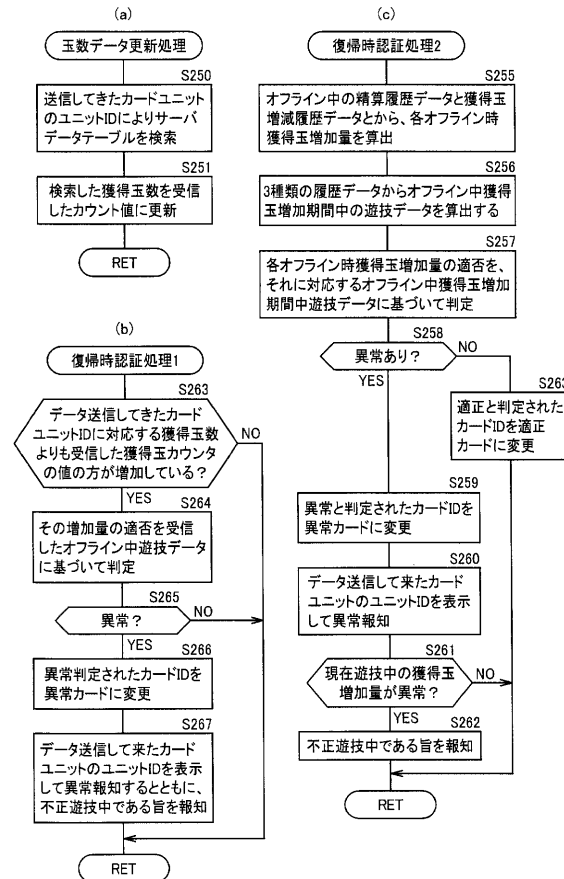 (a)
玉数データ更新処理
S250
送信してきたカードユニット
のユニットIDによりサーバ
データテーブルを検索
S251
検索した獲得玉数を受信
したカウント値に更新
RET
(b)
復帰時認証処理1
S263
データ送信してきたカード
ユニットIDに対応する獲得玉数
よりも受信した獲得玉カウンタ
の値の方が増加している?
NO
YES
S264
その増加量の適否を受信
したオフライン中遊技データ
に基づいて判定
S265
異常?
NO
YES
S266
異常判定されたカードIDを
異常カードに変更
S267
データ送信して来たカード
ユニットのユニットIDを表示
して異常報知するとともに、
不正遊技中である旨を報知
RET
(c)
復帰時認証処理2
S255
オフライン中の精算履歴データと獲得玉
増減履歴データとから、各オフライン時
獲得玉増加量を算出
S256
3種類の履歴データからオフライン中獲得
玉増加期間中の遊技データを算出する
S257
各オフライン時獲得玉増加量の適否を、
それに対応するオフライン中獲得玉増加
期間中遊技データに基づいて判定
S258
異常あり?
NO
YES
S263
適正と判定された
カードIDを適正
カードに変更
S259
異常と判定されたカードIDを
異常カードに変更
S260
データ送信して来たカード
ユニットのユニットIDを表示
して異常報知
S261
現在遊技中の獲得玉
増加量が異常?
NO
YES
S262
不正遊技中である旨を報知
RET